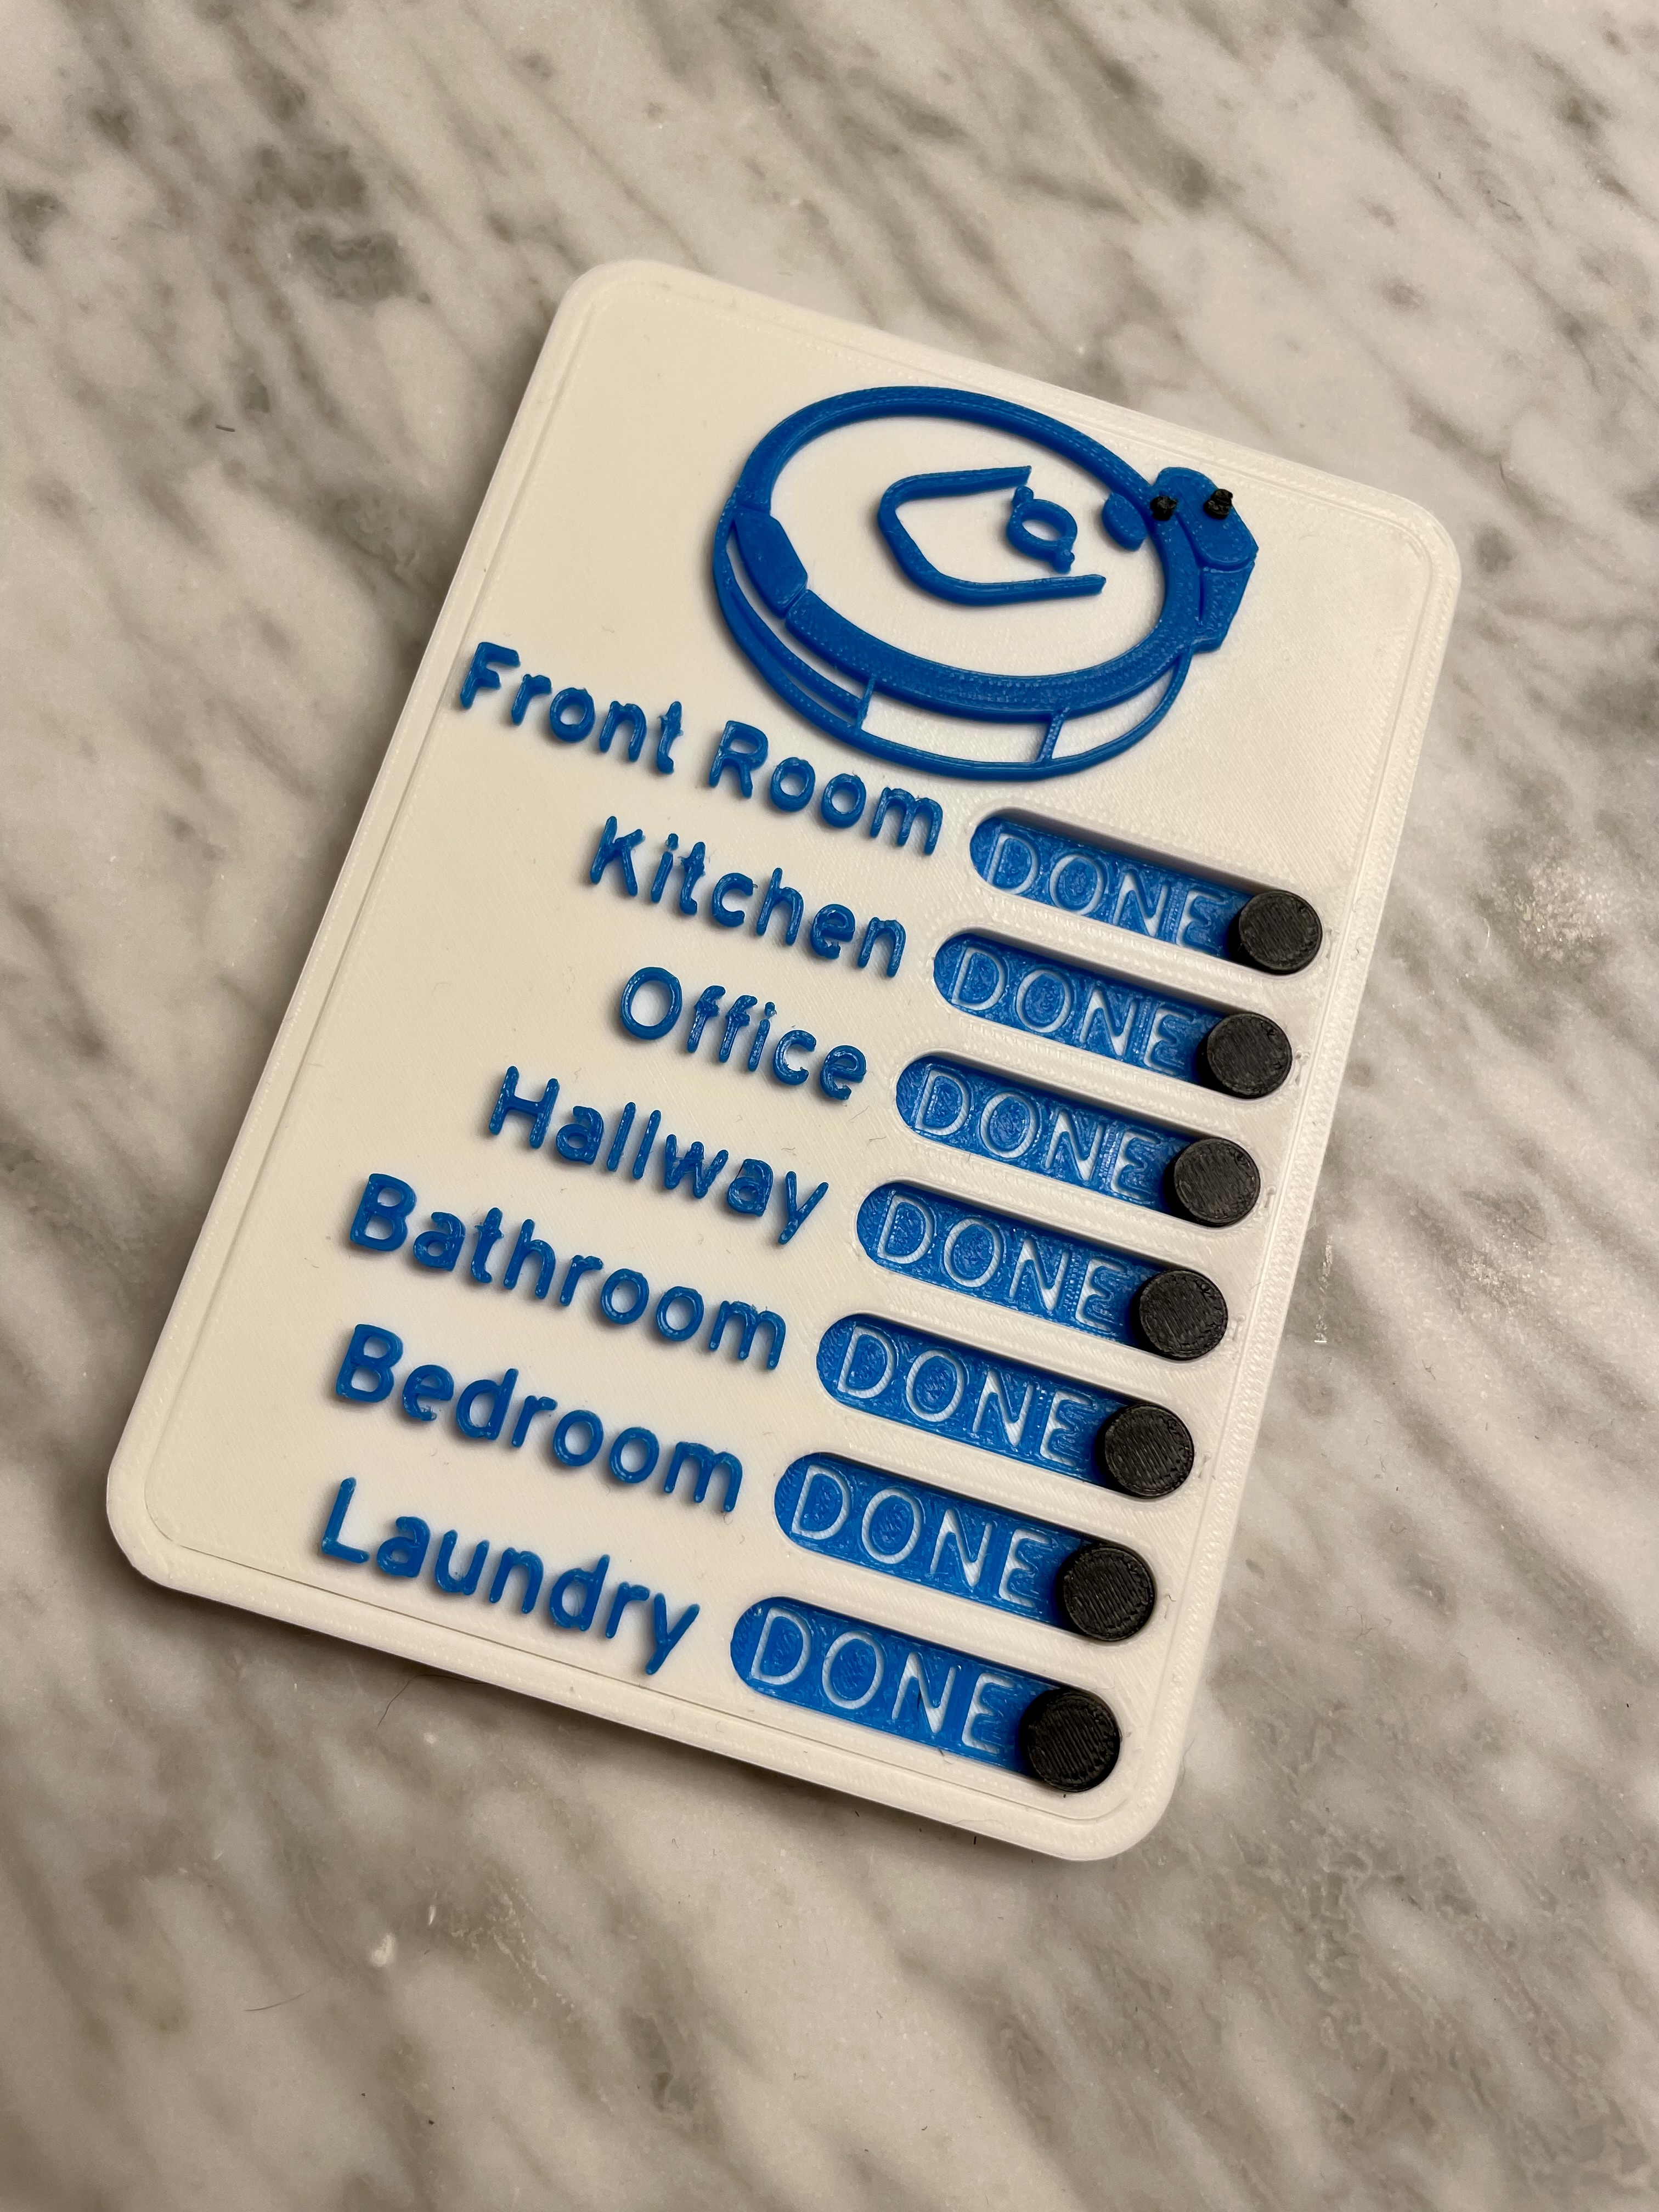 Front Room DONE
Kitchen DONE
Office DONE
Hallway DONE
Bathroom DONE
Bedroom DONE
Laundry DONE